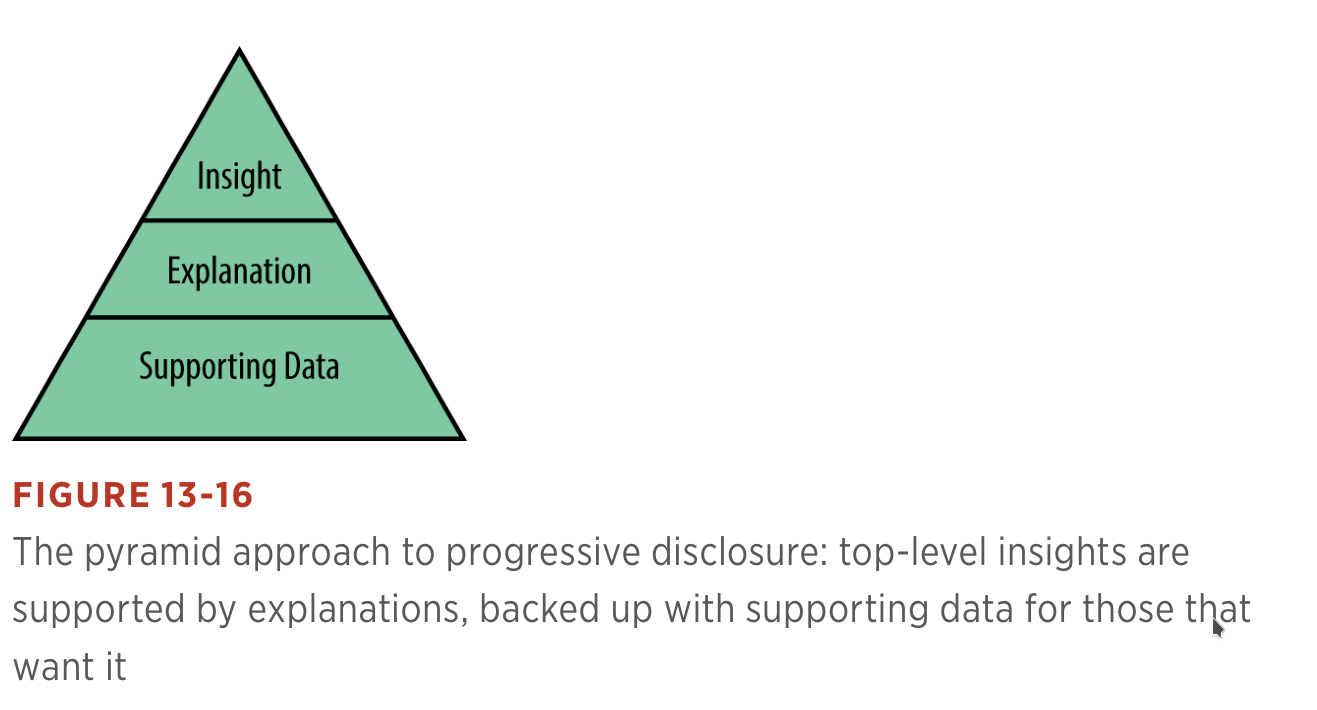 Insight
Explanation
Supporting Data
FIGURE 13-16
The pyramid approach to progressive disclosure: top-level insights are
supported by explanations, backed up with supporting data for those that
want it